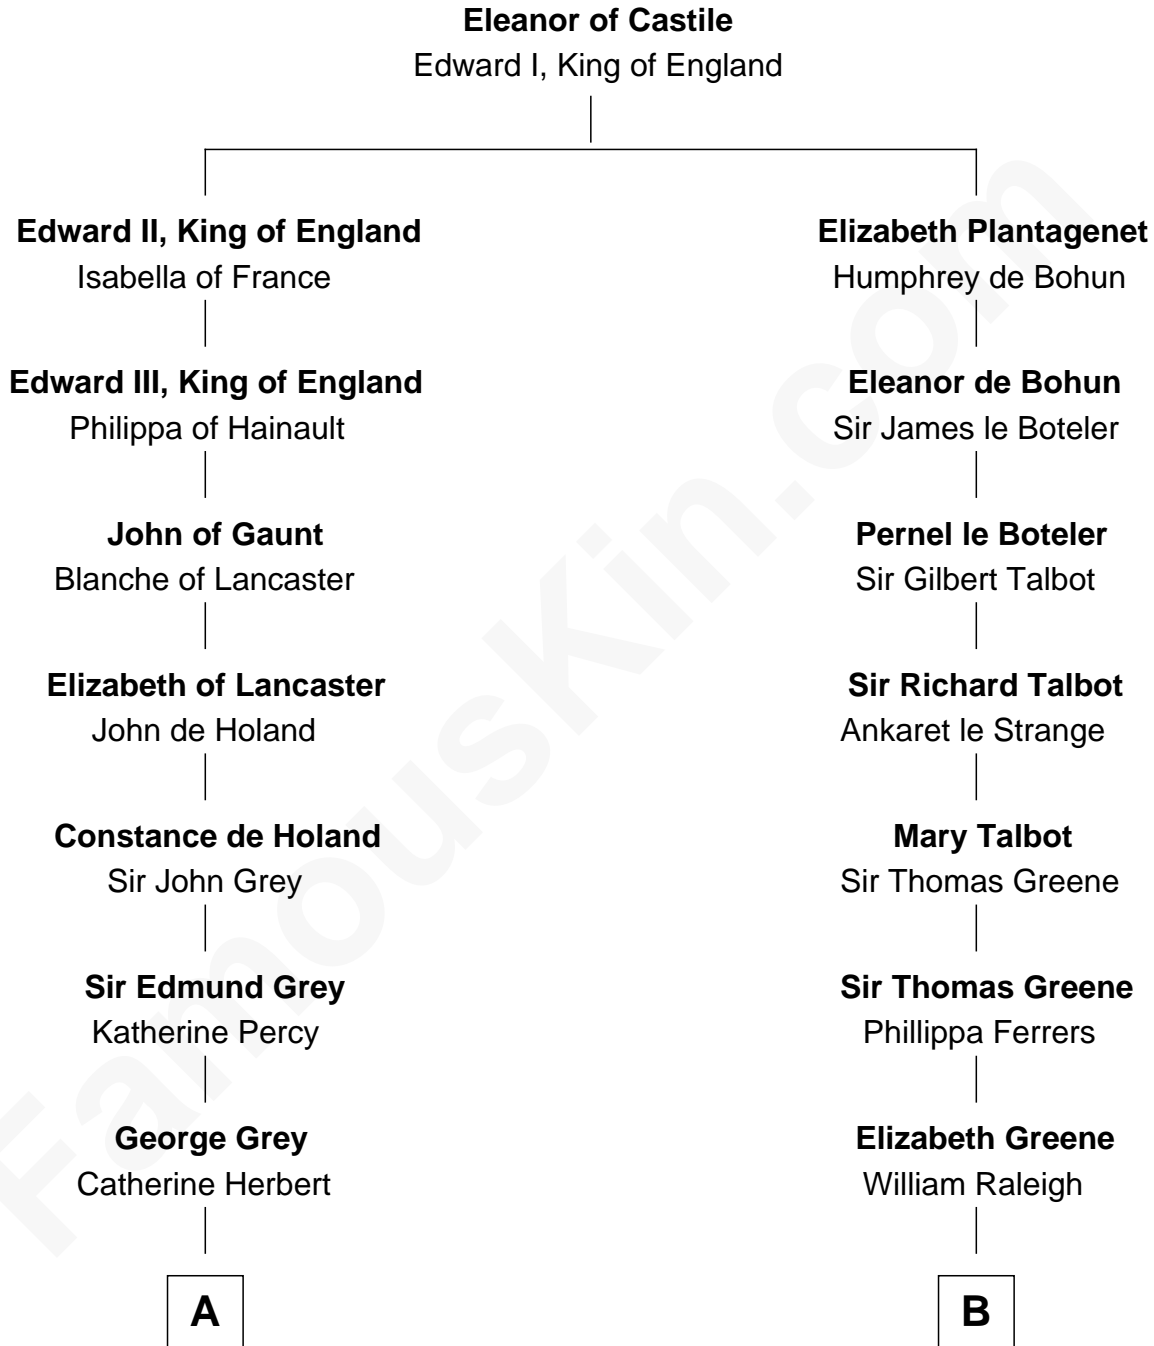 Eleanor of Castile
Edward I, King of England
Edward II, King of England
Isabella of France
Edward III, King of England
Philippa of Hainault
John of Gaunt
Blanche of Lancaster
Elizabeth of Lancaster
John de Holand
Constance de Holand
Sir John Grey
Sir Edmund Grey
Katherine Percy
George Grey
Catherine Herbert
A
Elizabeth Plantagenet
Humphrey de Bohun
Eleanor de Bohun
Sir James le Boteler
Pernel le Boteler
Sir Gilbert Talbot
Sir Richard Talbot
Ankaret le Strange
Mary Talbot
Sir Thomas Greene
Sir Thomas Greene
Phillippa Ferrers
Elizabeth Greene
William Raleigh
B
FamousKin.com